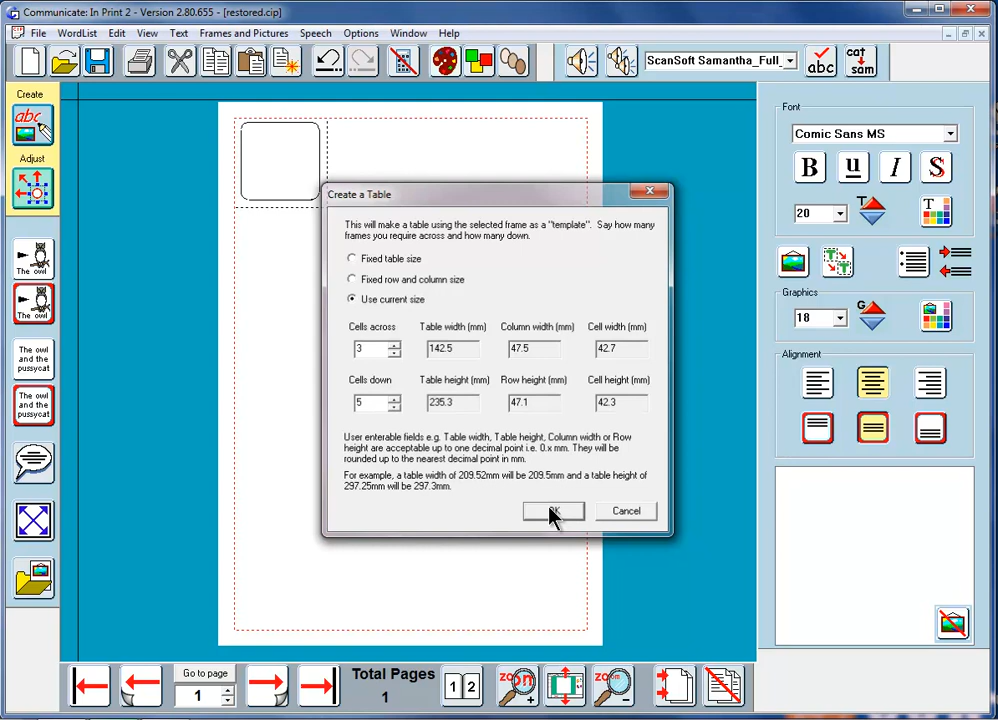 Communicate: In Print 2 - Version 2.80.655 - [restored.cip]
File WordList Edit View Text Frames and Pictures Speech Options Window Help
ScanSoft Samantha_Full_
abc
cat
sam
Create
abc
Adjust
The owl
The owl
The owl
and the
pussycat
The owl
and the
pussycat
Create a Table
This will make a table using the selected frame as a "template". Say how many
frames you require across and how many down.
Fixed table size
Fixed row and column size
Use current size
Cells across Table width (mm) Column width (mm) Cell width (mm)
3 142.5 47.5 42.7
Cells down Table height (mm) Row height (mm) Cell height (mm)
5 235.3 47.1 42.3
User enterable fields e.g. Table width, Table height, Column width or Row
height are acceptable up to one decimal point i.e. 0.x mm. They will be
rounded up to the nearest decimal point in mm.
For example, a table width of 209.52mm will be 209.5mm and a table height of
297.25mm will be 297.3mm.
Cancel
Font
Comic Sans MS
B u I S
20 T T
Graphics
18 G
Alignment
Go to page
1
Total Pages
1
1 2
zoom
+
zoom
-